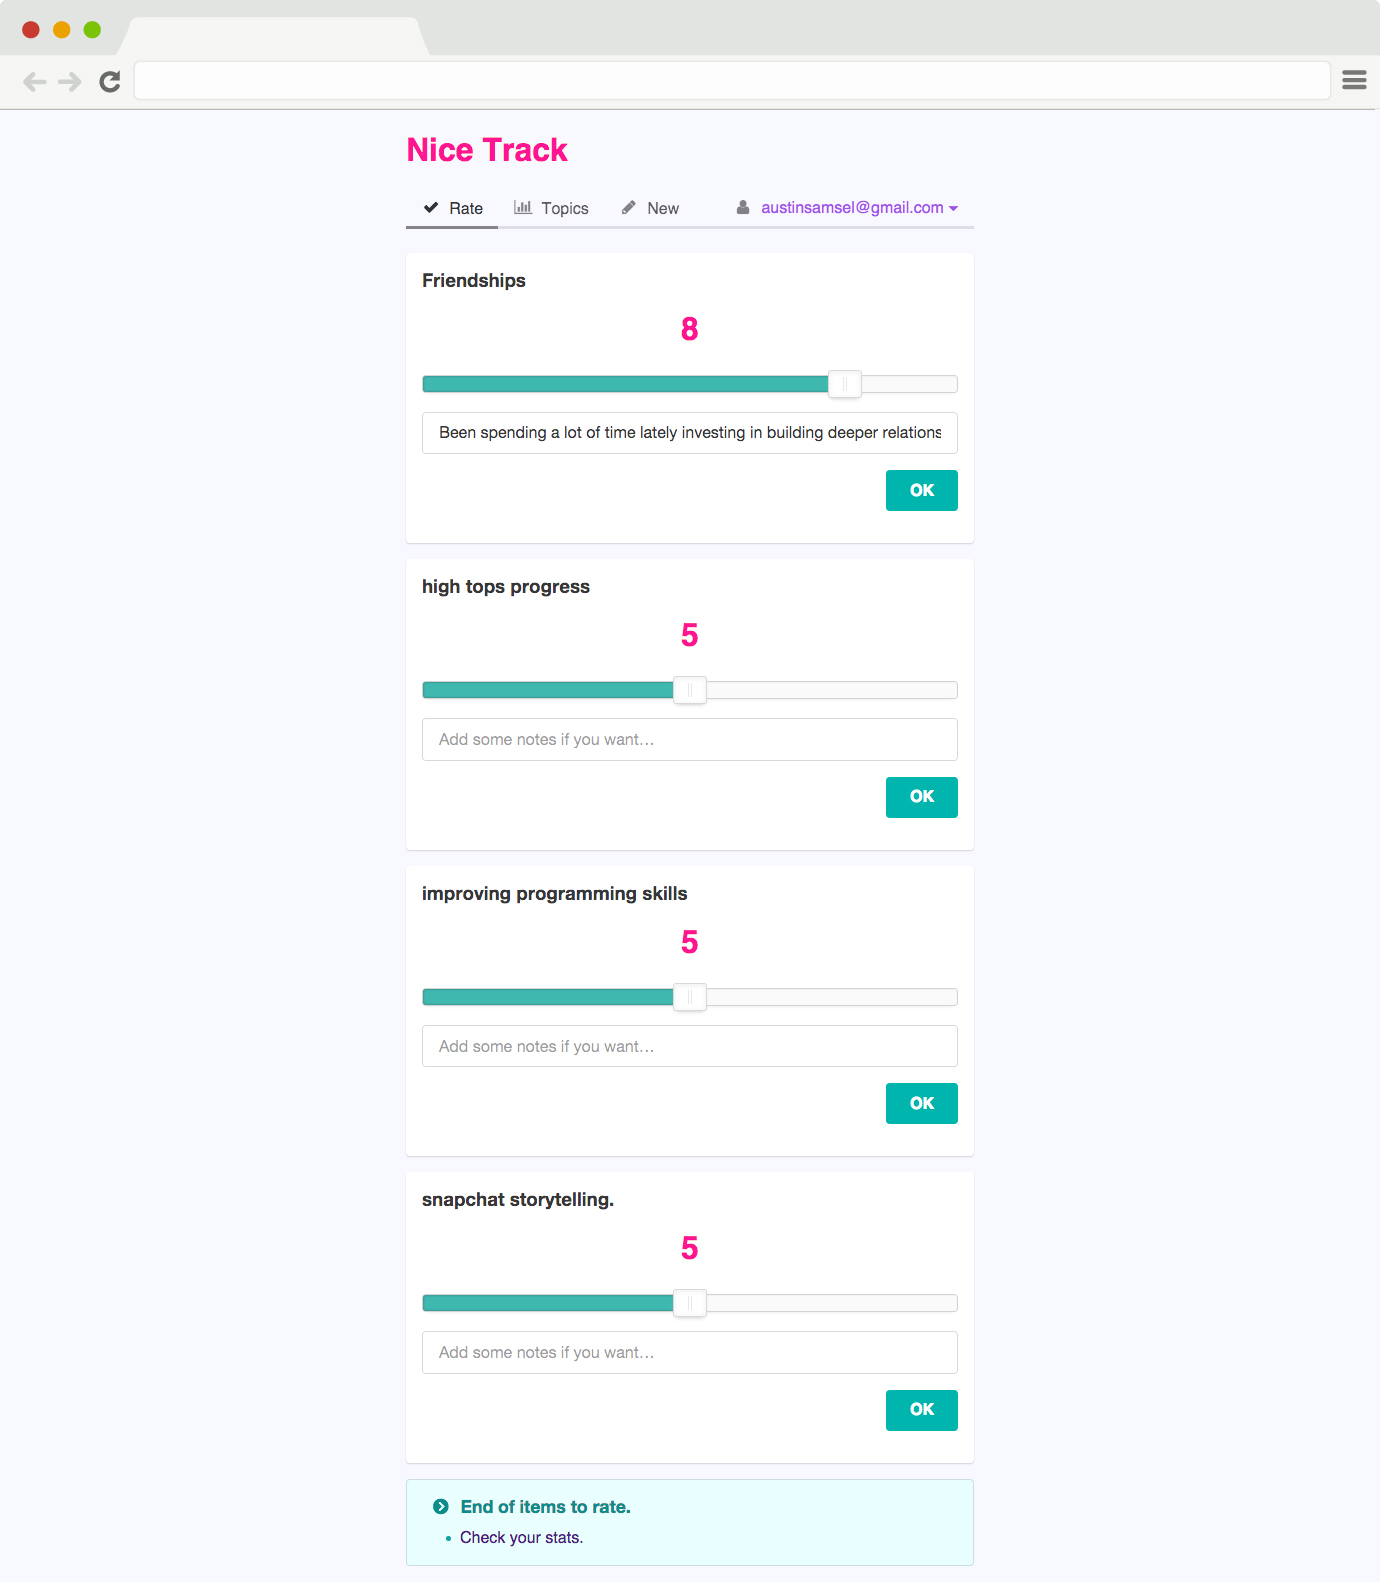 Nice Track
Rate Topics New austinsamsel@gmail.com
Friendships
8
Been spending a lot of time lately investing in building deeper relations
OK
high tops progress
5
Add some notes if you want...
OK
improving programming skills
5
Add some notes if you want...
OK
snapchat storytelling.
5
Add some notes if you want...
OK
End of items to rate.
Check your stats.